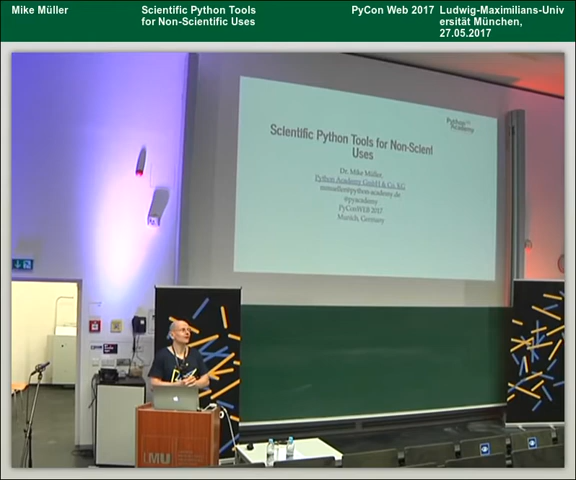 Mike Müller
Scientific Python Tools
for Non-Scientific Uses
PyCon Web 2017
Ludwig-Maximilians-Univ
ersität München,
27.05.2017
Python
Academy
Scientific Python Tools for Non-Scient
Uses
Dr. Mike Müller,
Python Academy GmbH & Co. KG
mmueller@python-academy.de
@pyacademy
PyConWEB 2017
Munich, Germany
LMU